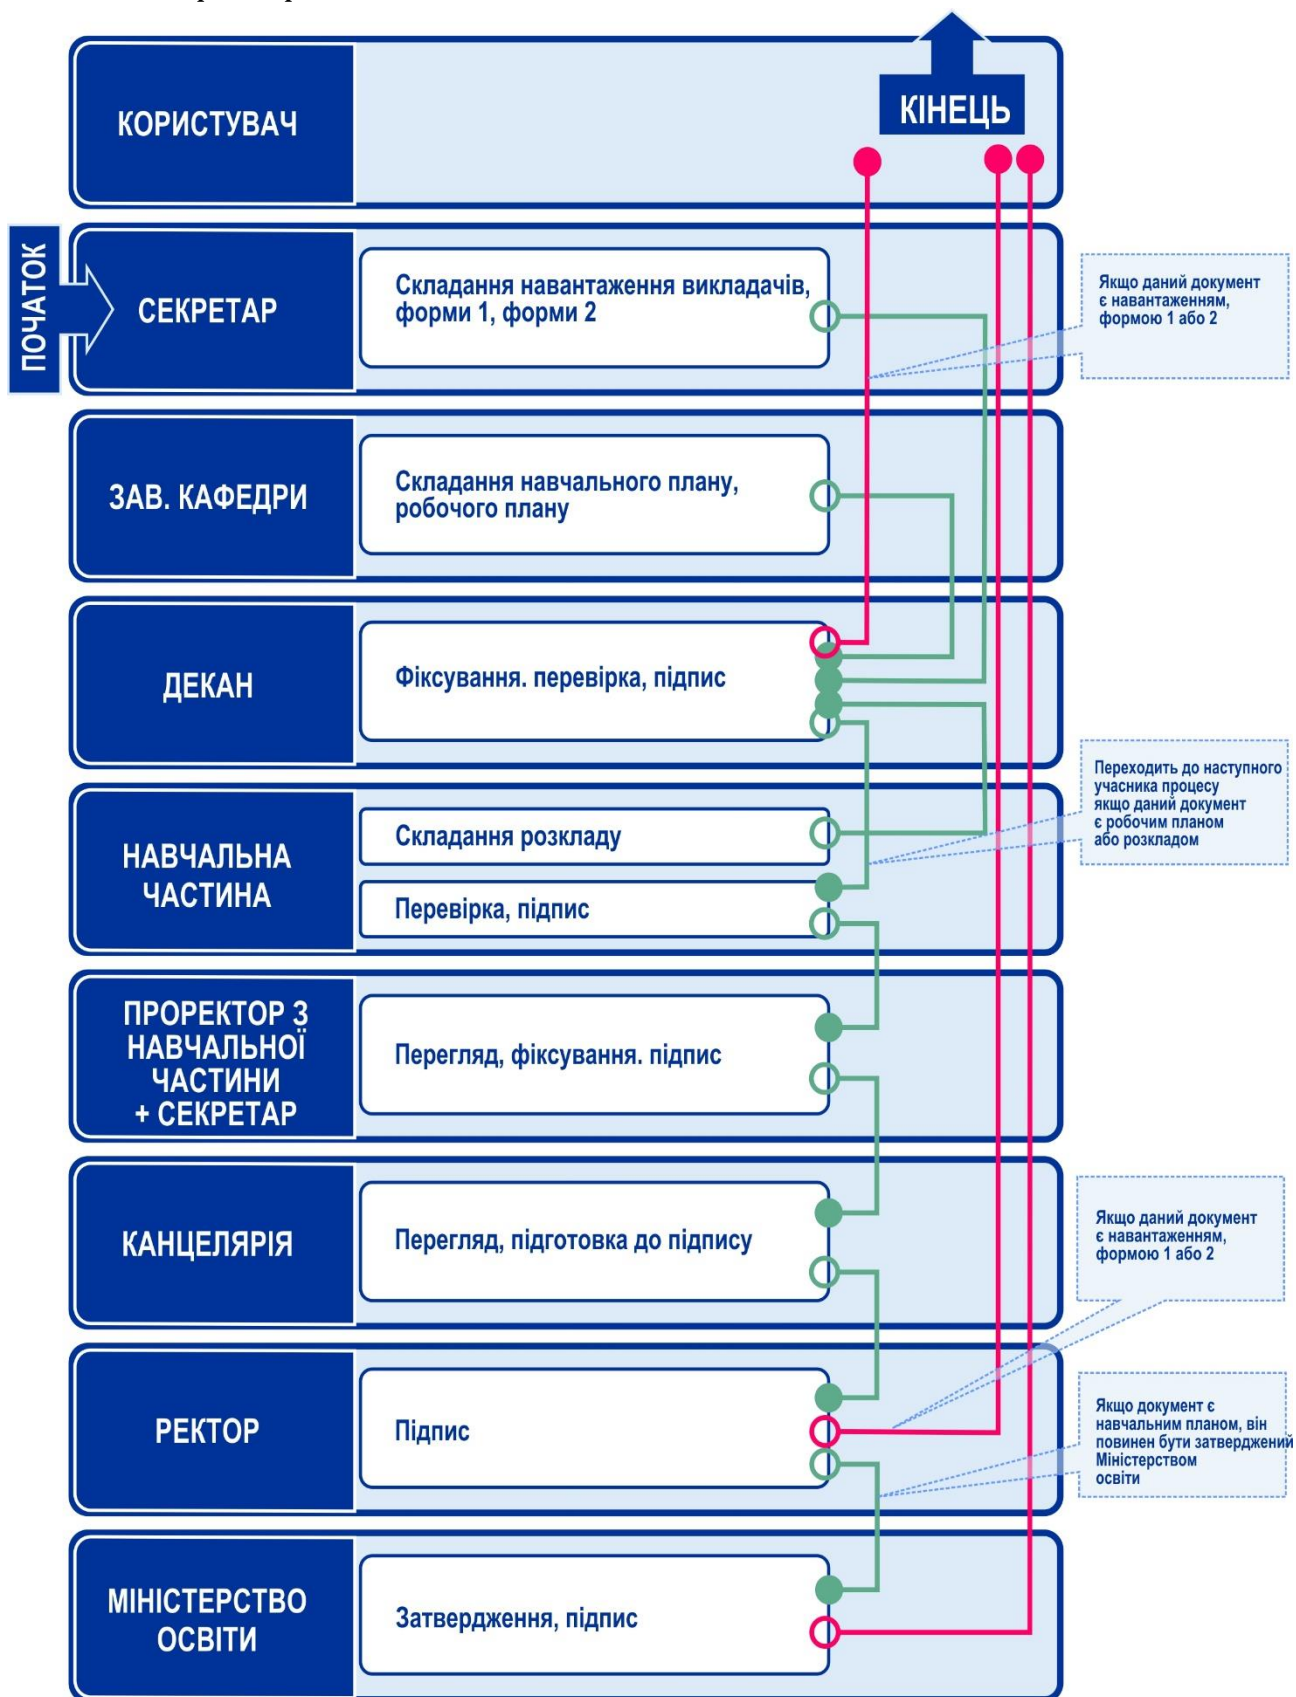 КІНЕЦЬ
КОРИСТУВАЧ
ПОЧАТОК
СЕКРЕТАР
Складання навантаження викладачів,
форми 1, форми 2
Якщо даний документ
є навантаженням,
формою 1 або 2
ЗАВ. КАФЕДРИ
Складання навчального плану,
робочого плану
ДЕКАН
Фіксування. перевірка, підпис
Переходить до наступного
учасника процесу
якщо даний документ
є робочим планом
або розкладом
НАВЧАЛЬНА
ЧАСТИНА
Складання розкладу
Перевірка, підпис
ПРОРЕКТОР З
НАВЧАЛЬНОЇ
ЧАСТИНИ
+ СЕКРЕТАР
Перегляд, фіксування. підпис
КАНЦЕЛЯРІЯ
Перегляд, підготовка до підпису
Якщо даний документ
є навантаженням,
формою 1 або 2
РЕКТОР
Підпис
Якщо документ є
навчальним планом, він
повинен бути затверджений
Міністерством
освіти
МІНІСТЕРСТВО
ОСВІТИ
Затвердження, підпис